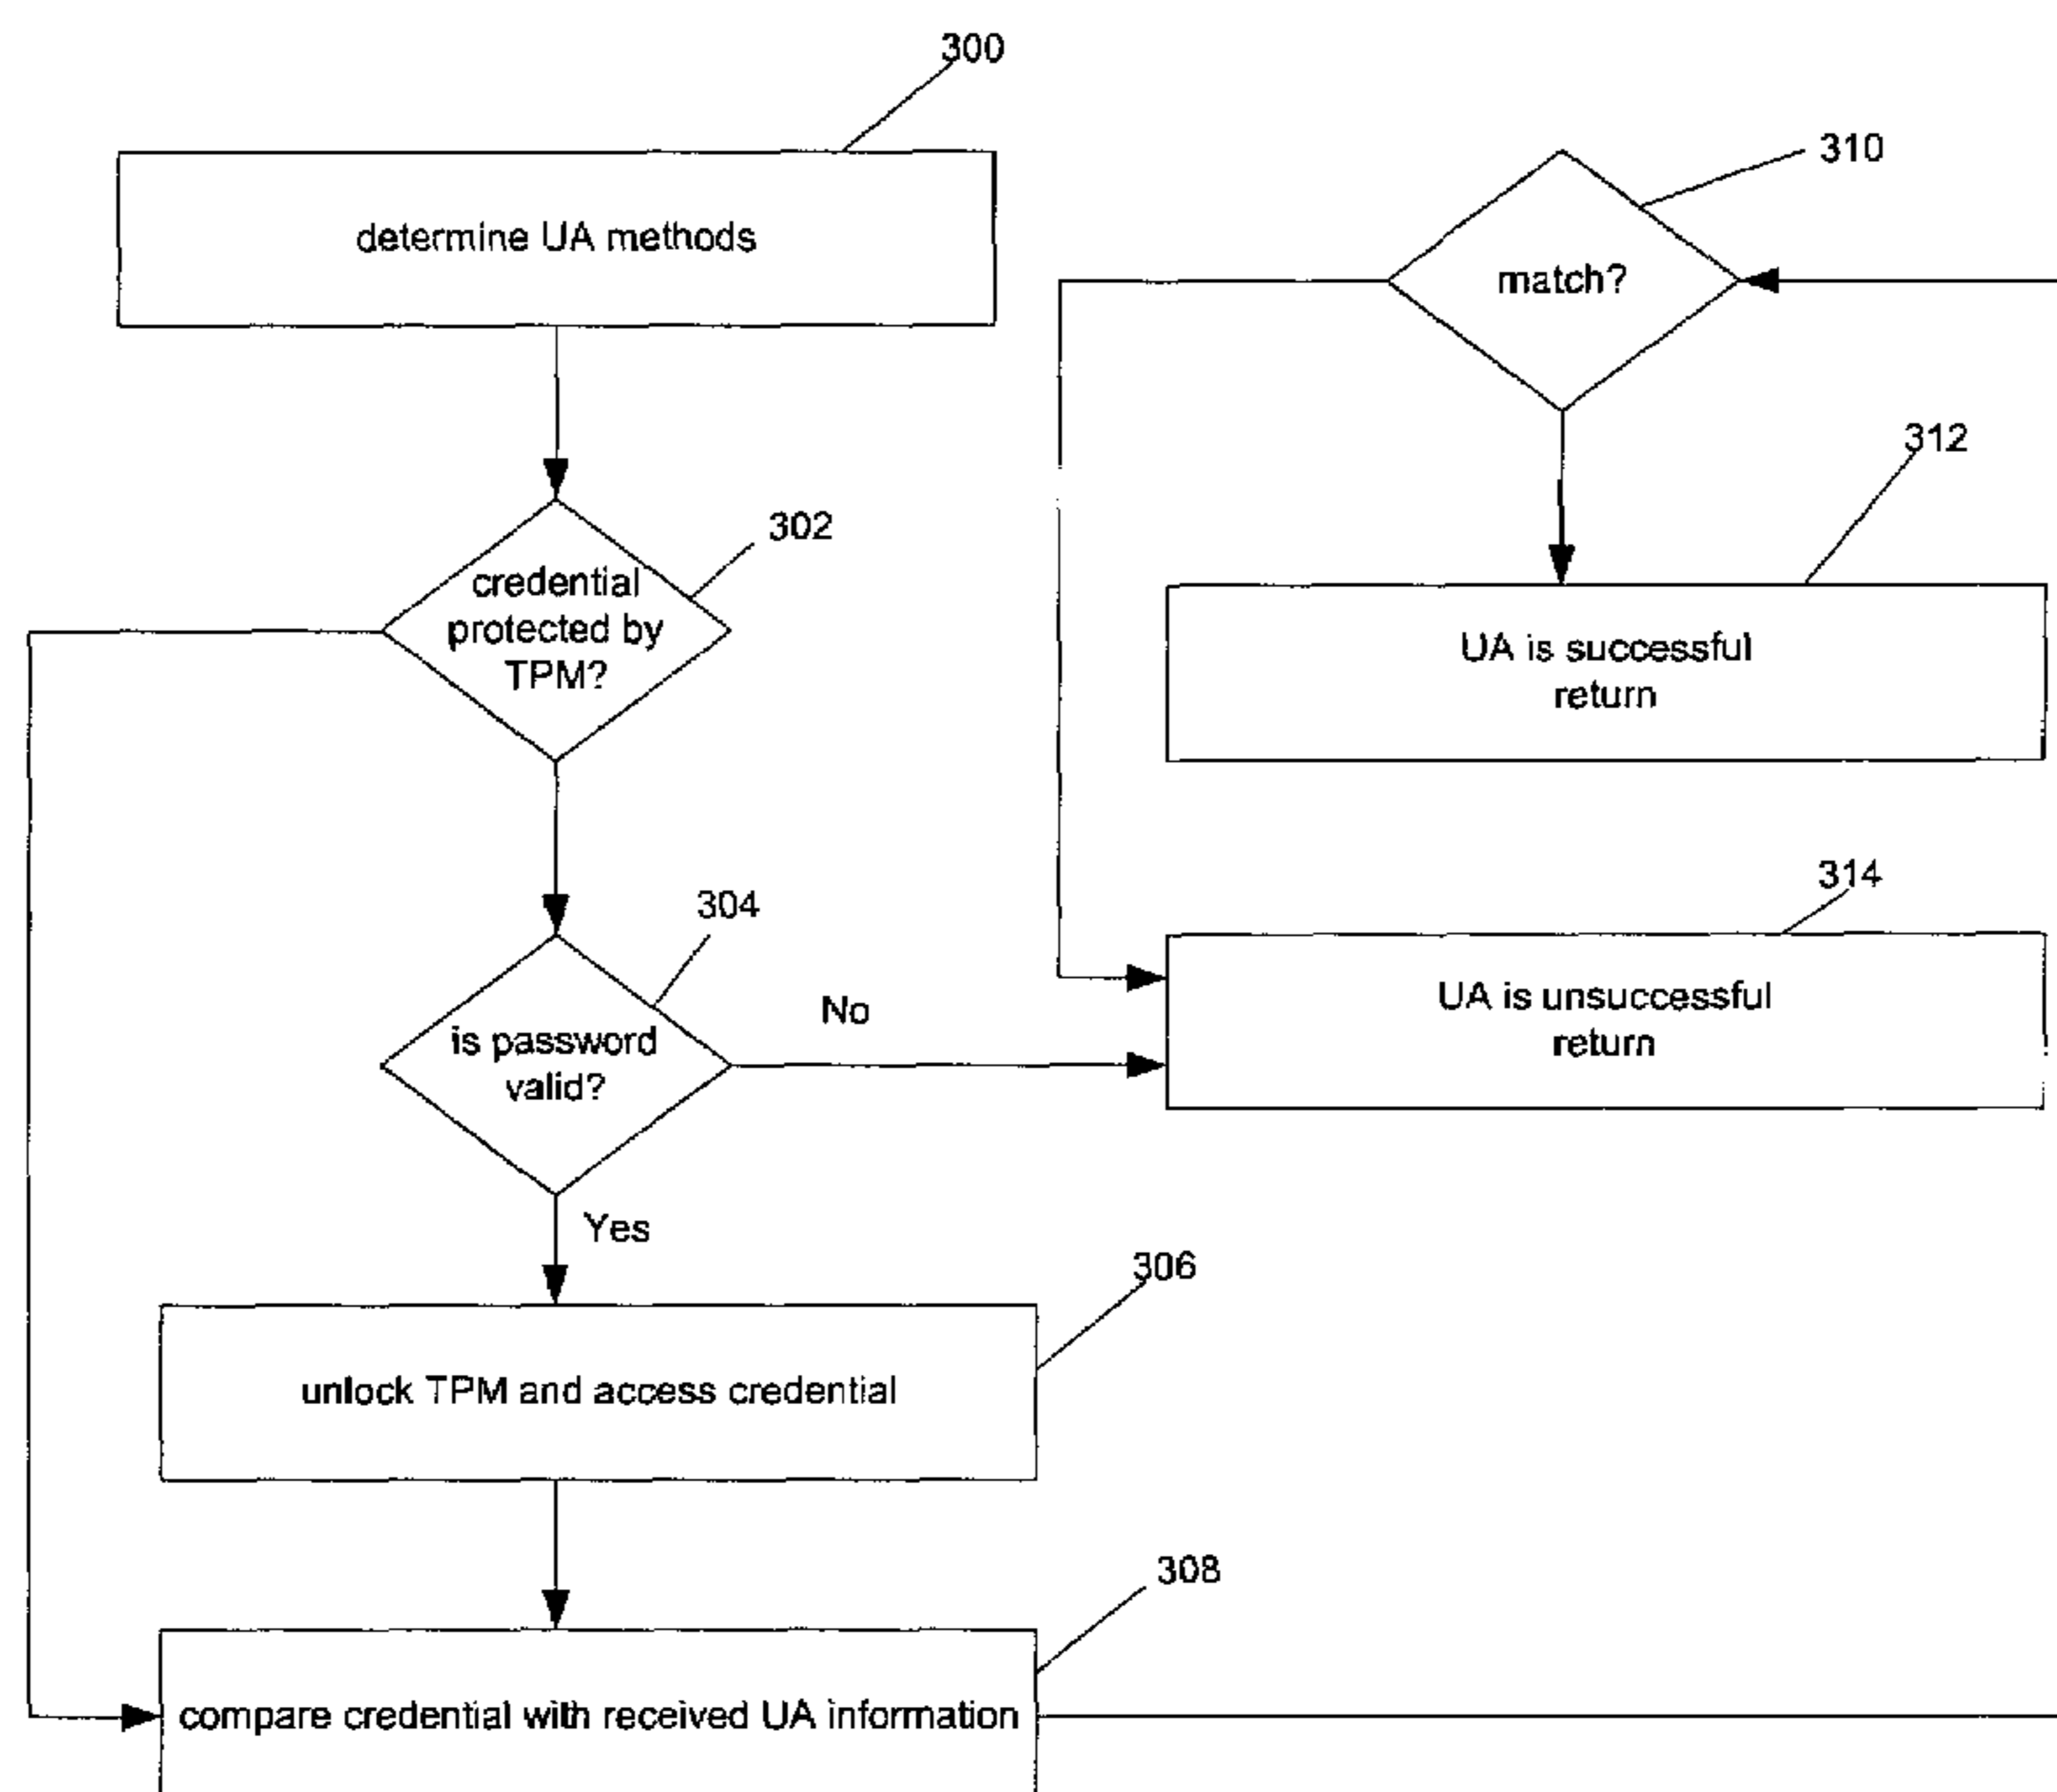 300
determine UA methods
302
credential
protected by
TPM?
304
is password
valid?
No
Yes
306
unlock TPM and access credential
308
compare credential with received UA information
310
match?
312
UA is successful
return
314
UA is unsuccessful
return